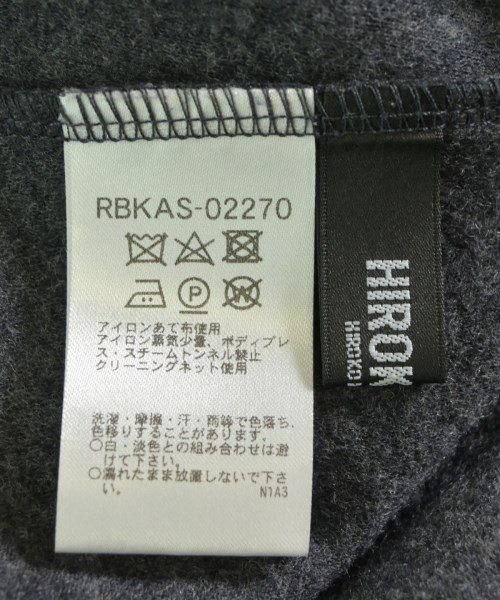 RBKAS-02270
P
W
アイロンあて布使用
アイロン蒸気少量、ボディプレ
ス・スチームトンネル禁止
クリーニングネット使用
洗濯・摩擦・汗・雨等で色落ち、
色移りすることがあります。
○白・淡色との組み合わせは避
けて下さい。
○濡れたまま放置しないで下さ
い。
N1A3
HIROK
HIROKO